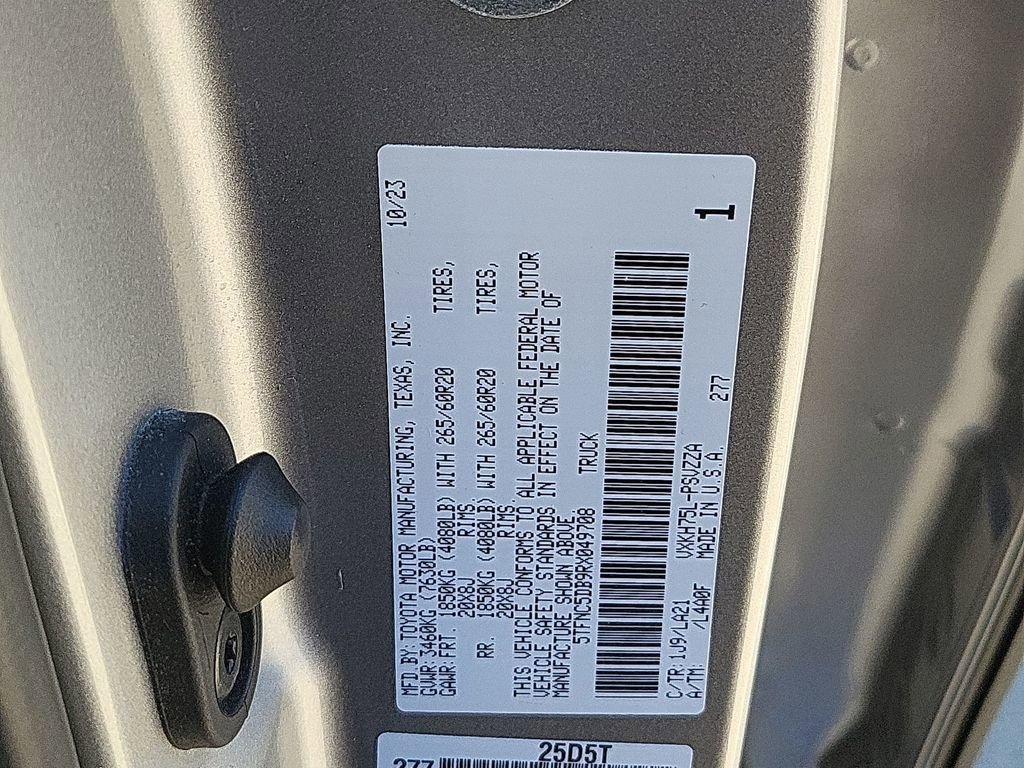 MFD.BY:TOYOTA MOTOR MANUFACTURING, TEXAS, INC. 10/23
GVWR:3460KG (7630LB)
GAWR:FRT. 1850KG (4080LB) WITH 265/60R20 TIRES,
20X8J RIMS.
RR. 1850KG (4080LB) WITH 265/60R20 TIRES,
20X8J RIMS.
THIS VEHICLE CONFORMS TO ALL APPLICABLE FEDERAL MOTOR
VEHICLE SAFETY STANDARDS IN EFFECT ON THE DATE OF
MANUFACTURE SHOWN ABOVE
5TFNC5DB9RX049708 TRUCK
C/TR:1U9/LA21 VXKH75L-PSVZZA 277
A/TM: /L4A0F MADE IN U.S.A.
1
25D5T
277